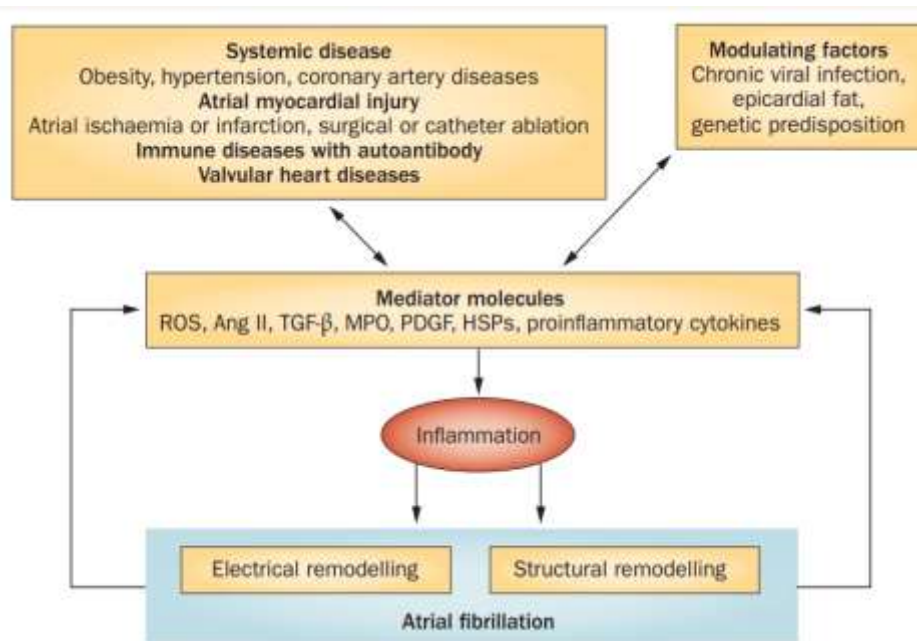 Systemic disease
Obesity, hypertension, coronary artery diseases
Atrial myocardial injury
Atrial ischaemia or infarction, surgical or catheter ablation
Immune diseases with autoantibody
Valvular heart diseases
Modulating factors
Chronic viral infection,
epicardial fat,
genetic predisposition
Mediator molecules
ROS, Ang II, TGF-β, MPO, PDGF, HSPs, proinflammatory cytokines
Inflammation
Electrical remodelling
Structural remodelling
Atrial fibrillation